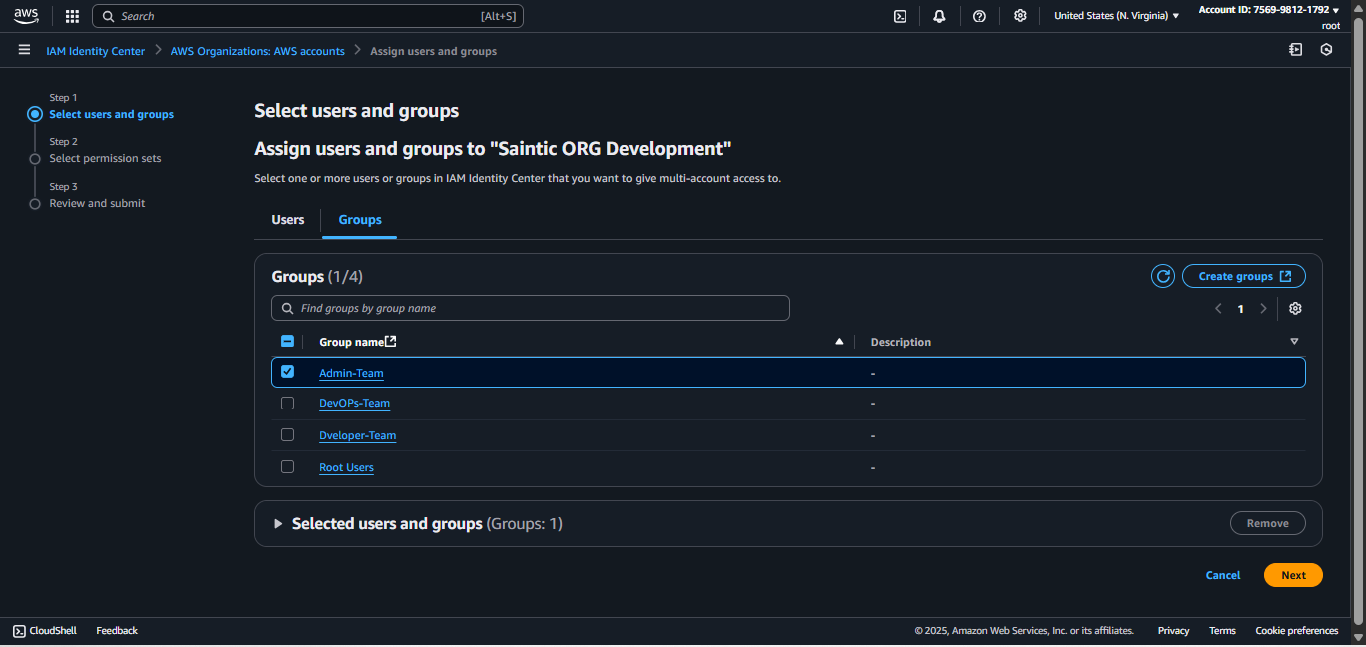 aws
Search [Alt+S]
United States (N. Virginia)
Account ID: 7569-9812-1792
root
IAM Identity Center
AWS Organizations: AWS accounts
Assign users and groups
Step 1
Select users and groups
Step 2
Select permission sets
Step 3
Review and submit
Select users and groups
Assign users and groups to "Saintic ORG Development"
Select one or more users or groups in IAM Identity Center that you want to give multi-account access to.
Users
Groups
Groups (1/4)
Create groups
Find groups by group name
1
Group name
Description
Admin-Team -
DevOPs-Team -
Dveloper-Team -
Root Users -
Selected users and groups (Groups: 1)
Remove
Cancel
Next
CloudShell
Feedback
© 2025, Amazon Web Services, Inc. or its affiliates.
Privacy
Terms
Cookie preferences